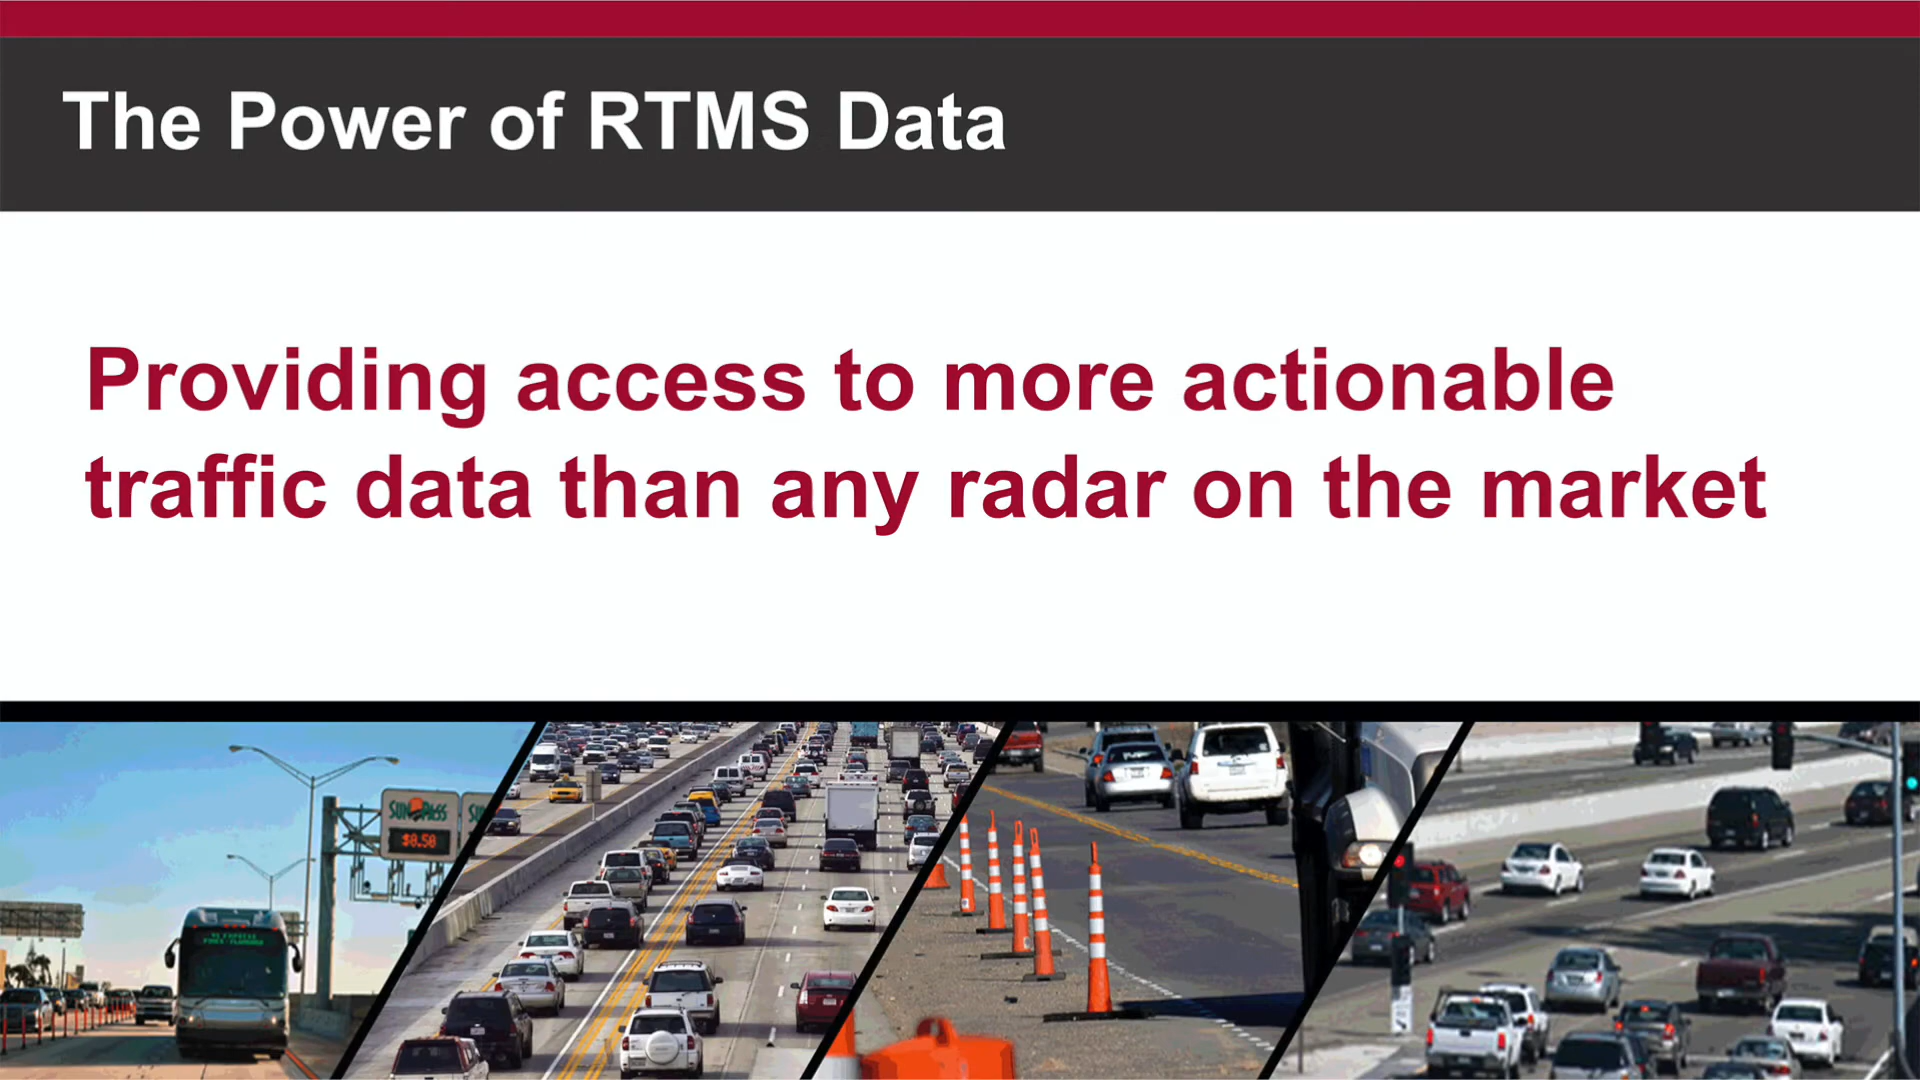 The Power of RTMS Data
Providing access to more actionable
traffic data than any radar on the market
SUNPASS
$0.50